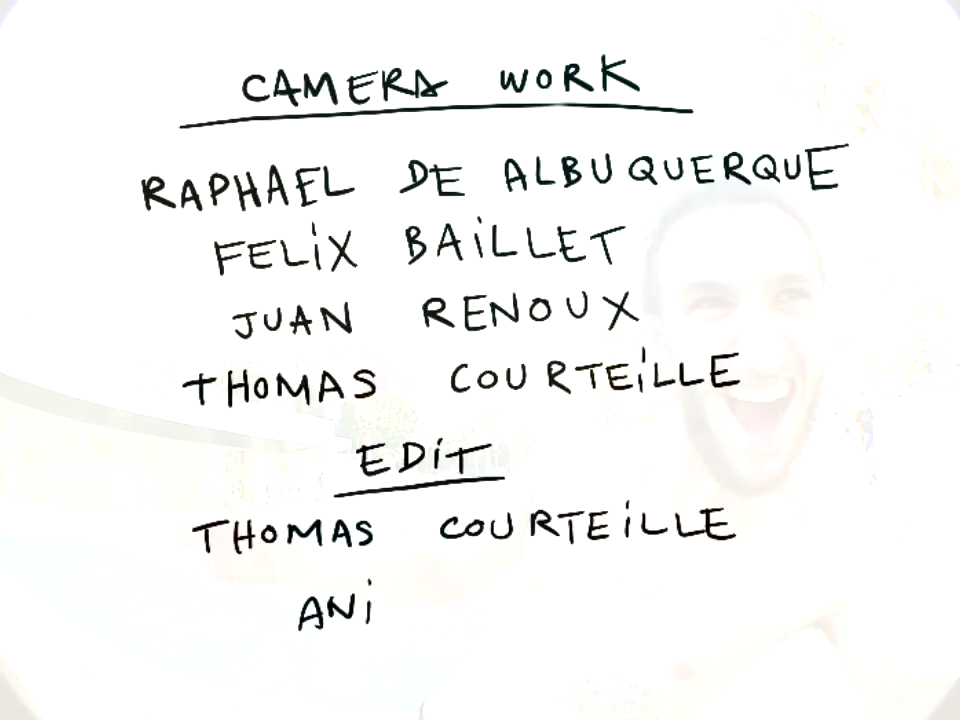 CAMERA WORK
RAPHAEL DE ALBUQUERQUE
FELiX BAiLLET
JUAN RENOUX
THOMAS COURTEiLLE
EDiT
THOMAS COURTEiLLE
ANi